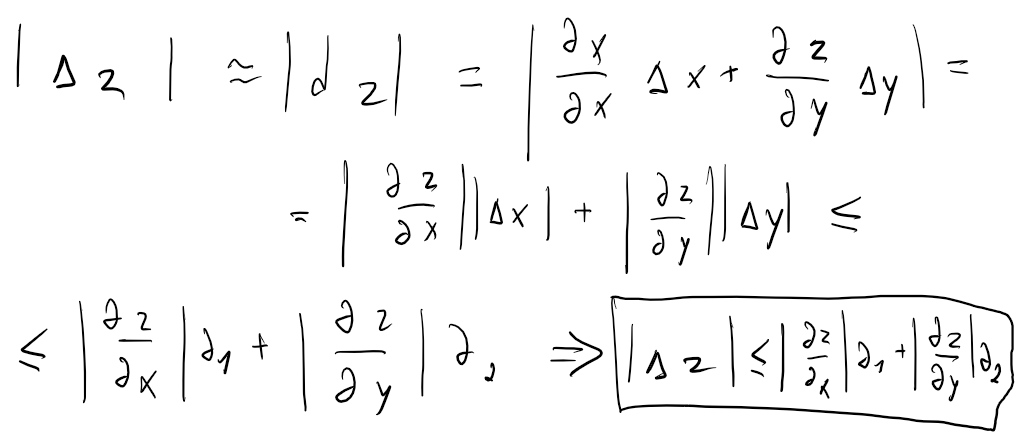 |Δz| ≈ |dz| = |∂x/∂x Δx + ∂z/∂y Δy| =
= |∂z/∂x||Δx| + |∂z/∂y||Δy| ≤
≤ |∂z/∂x|∂₁ + |∂z/∂y|∂₂ ⇒ |Δz| ≤ |∂z/∂x|∂₁ + |∂z/∂y|∂₂